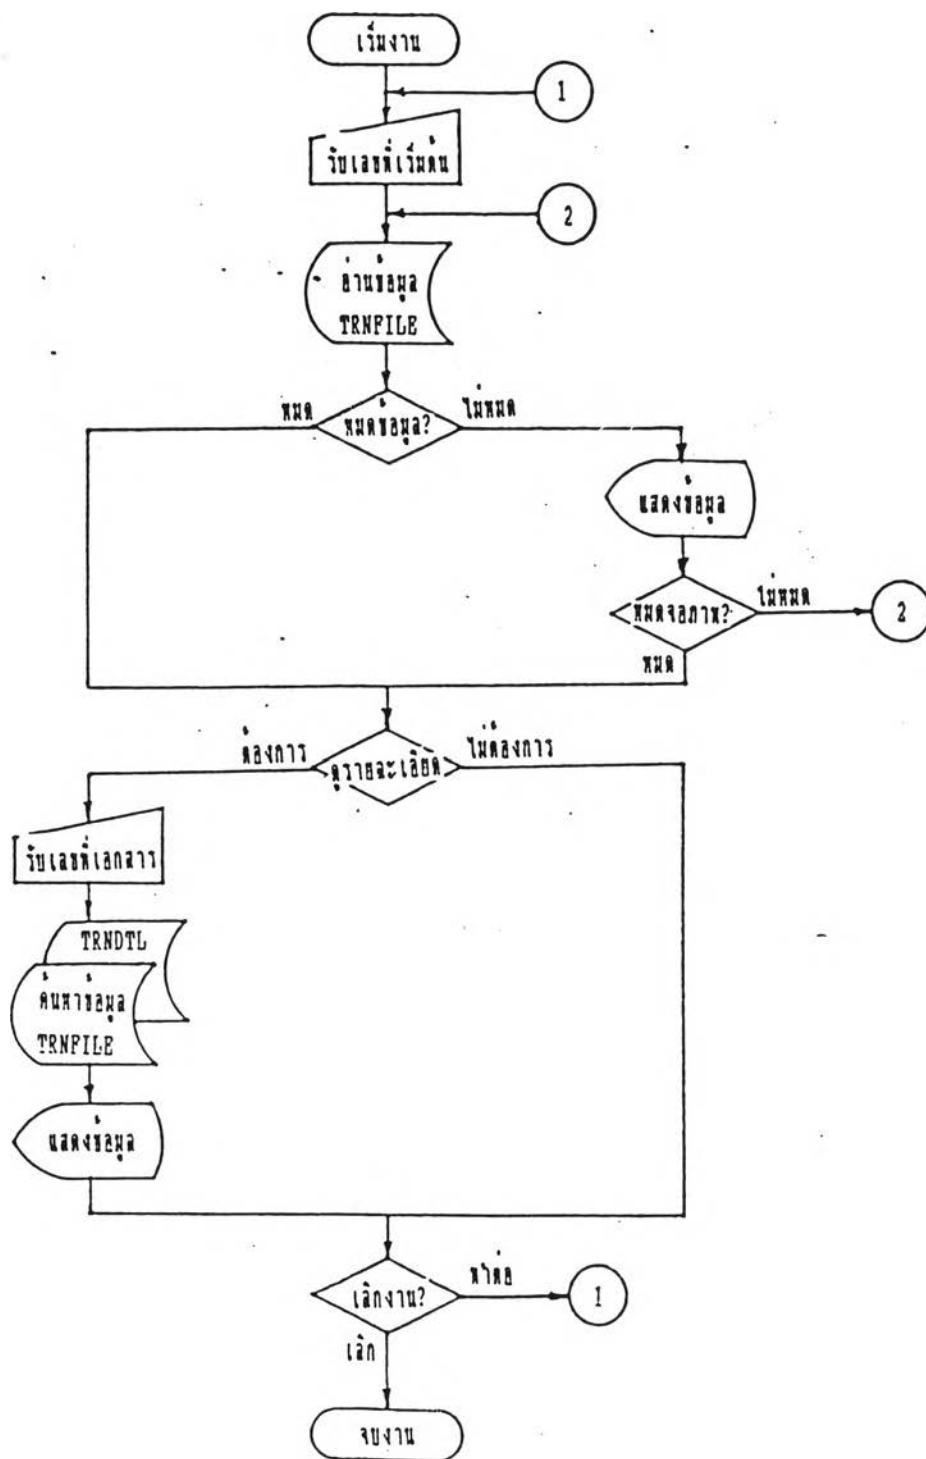 เริ่มงาน
1
รับเลขที่เริ่มต้น
2
อ่านข้อมูล
TRNFILE
หมด
หมดข้อมูล?
ไม่หมด
แสดงข้อมูล
หมดจอภาพ?
ไม่หมด
2
หมด
ต้องการ
ดูรายละเอียด
ไม่ต้องการ
รับเลขที่เอกสาร
TRNDTL
ค้นหาข้อมูล
TRNFILE
แสดงข้อมูล
เลิกงาน?
ทำต่อ
1
เลิก
จบงาน